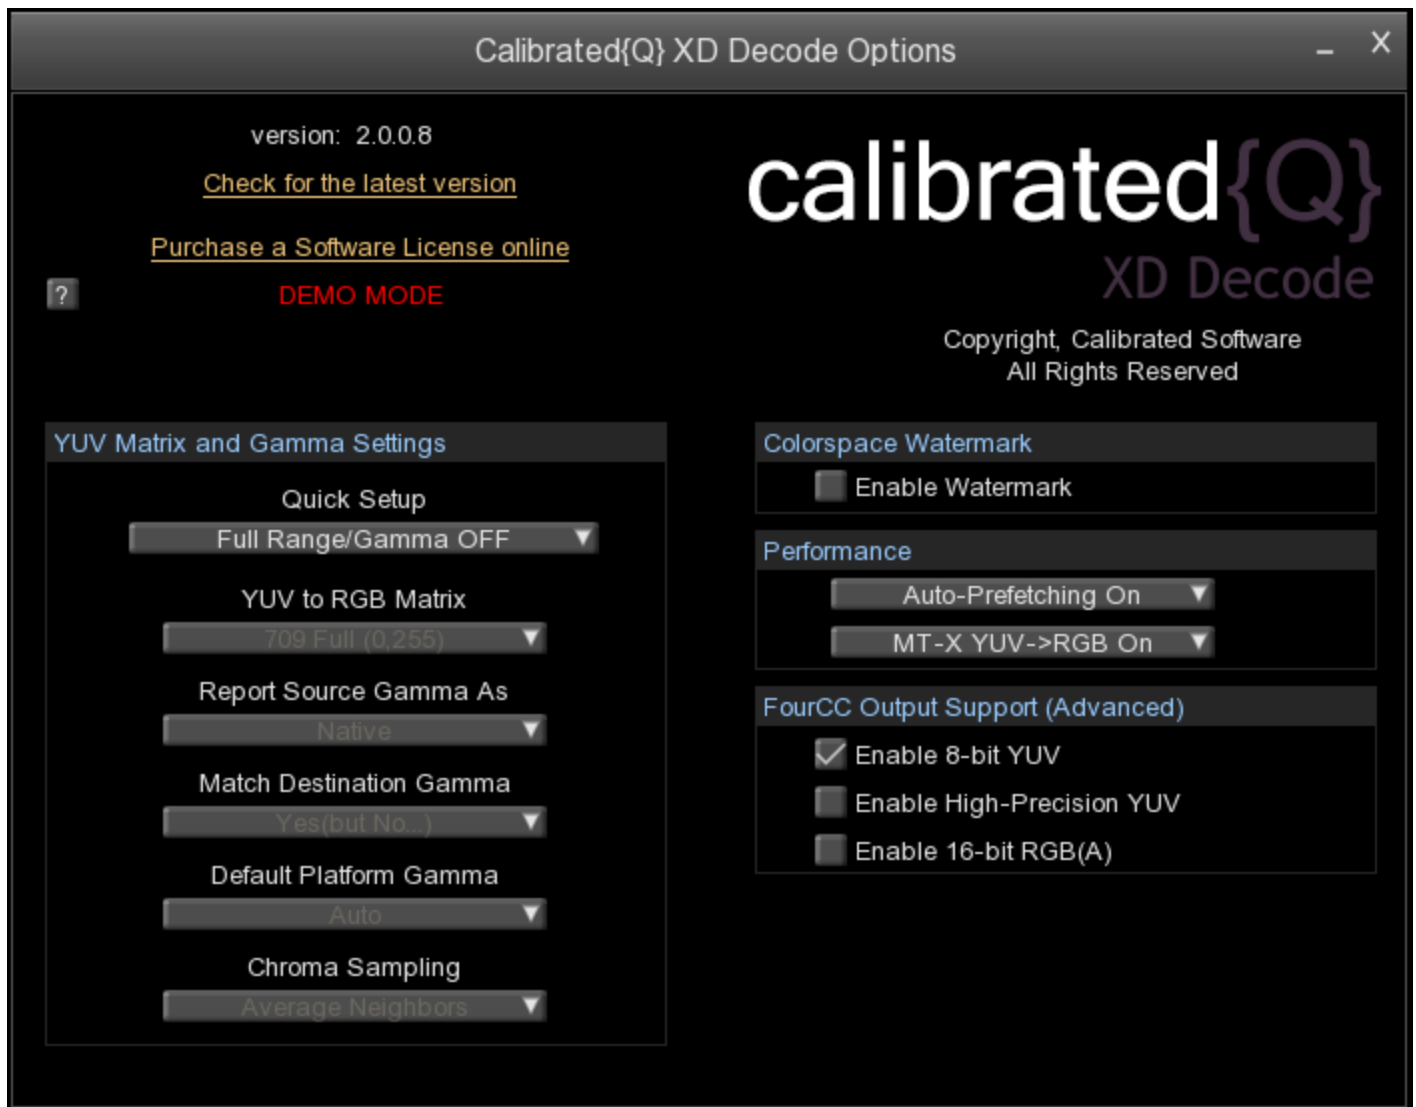 Calibrated{Q} XD Decode Options
version: 2.0.0.8
Check for the latest version
Purchase a Software License online
?
DEMO MODE
calibrated{Q}
XD Decode
Copyright, Calibrated Software
All Rights Reserved
YUV Matrix and Gamma Settings
Quick Setup
Full Range/Gamma OFF
YUV to RGB Matrix
709 Full (0,255)
Report Source Gamma As
Native
Match Destination Gamma
Yes(but No...)
Default Platform Gamma
Auto
Chroma Sampling
Average Neighbors
Colorspace Watermark
Enable Watermark
Performance
Auto-Prefetching On
MT-X YUV->RGB On
FourCC Output Support (Advanced)
Enable 8-bit YUV
Enable High-Precision YUV
Enable 16-bit RGB(A)